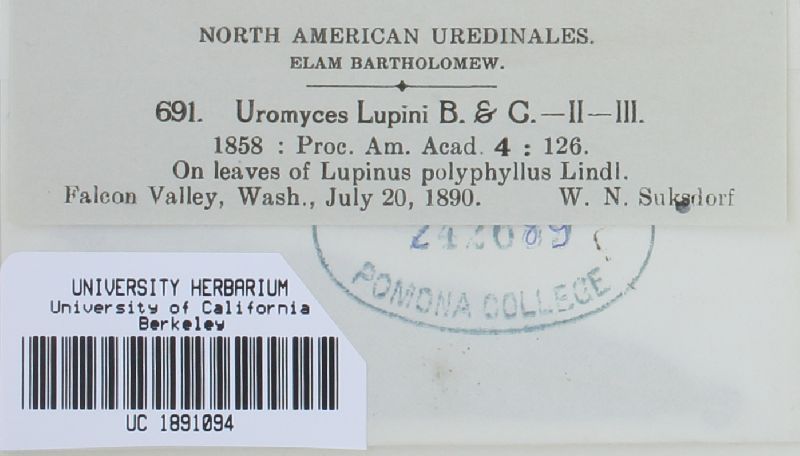 NORTH AMERICAN UREDINALES.
ELAM BARTHOLOMEW.
691. Uromyces Lupini B. & C.—II—III.
1858 : Proc. Am. Acad. 4 : 126.
On leaves of Lupinus polyphyllus Lindl.
Falcon Valley, Wash., July 20, 1890. W. N. Suksdorf
POMONA COLLEGE
UNIVERSITY HERBARIUM
University of California
Berkeley
UC 1891094